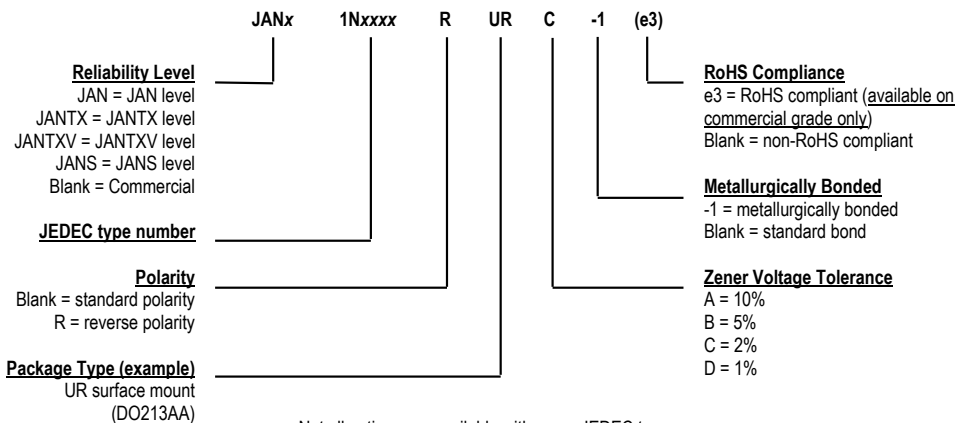 JANx 1Nxxxx R UR C -1 (e3)
Reliability Level
JAN = JAN level
JANTX = JANTX level
JANTXV = JANTXV level
JANS = JANS level
Blank = Commercial
JEDEC type number
Polarity
Blank = standard polarity
R = reverse polarity
Package Type (example)
UR surface mount
(DO213AA)
RoHS Compliance
e3 = RoHS compliant (available on
commercial grade only)
Blank = non-RoHS compliant
Metallurgically Bonded
-1 = metallurgically bonded
Blank = standard bond
Zener Voltage Tolerance
A = 10%
B = 5%
C = 2%
D = 1%